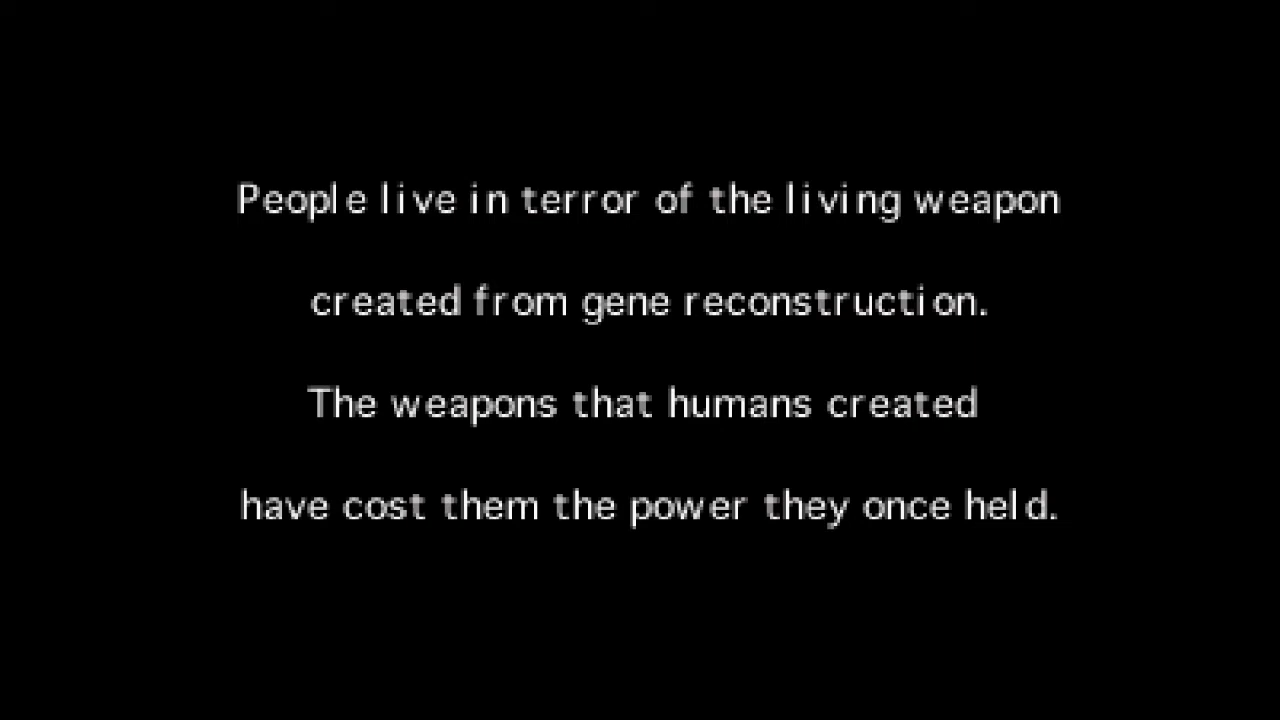 People live in terror of the living weapon
created from gene reconstruction.
The weapons that humans created
have cost them the power they once held.